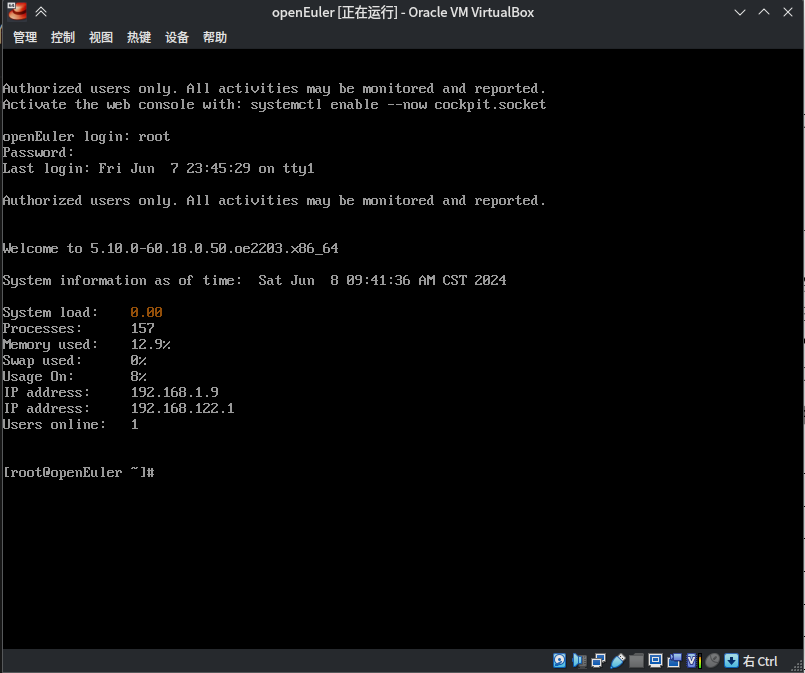 openEuler [正在运行] - Oracle VM VirtualBox
管理 控制 视图 热键 设备 帮助
Authorized users only. All activities may be monitored and reported.
Activate the web console with: systemctl enable --now cockpit.socket
openEuler login: root
Password:
Last login: Fri Jun  7 23:45:29 on tty1
Authorized users only. All activities may be monitored and reported.
Welcome to 5.10.0-60.18.0.50.oe2203.x86_64
System information as of time:  Sat Jun  8 09:41:36 AM CST 2024
System load:    0.00
Processes:      157
Memory used:    12.9%
Swap used:      0%
Usage On:       8%
IP address:     192.168.1.9
IP address:     192.168.122.1
Users online:   1
[root@openEuler ~]#
右 Ctrl